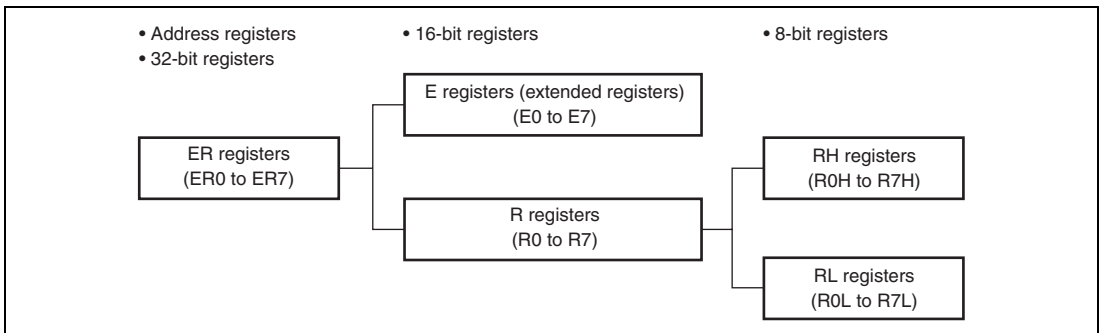 • Address registers
• 32-bit registers
• 16-bit registers
• 8-bit registers
E registers (extended registers)
(E0 to E7)
ER registers
(ER0 to ER7)
RH registers
(R0H to R7H)
R registers
(R0 to R7)
RL registers
(R0L to R7L)